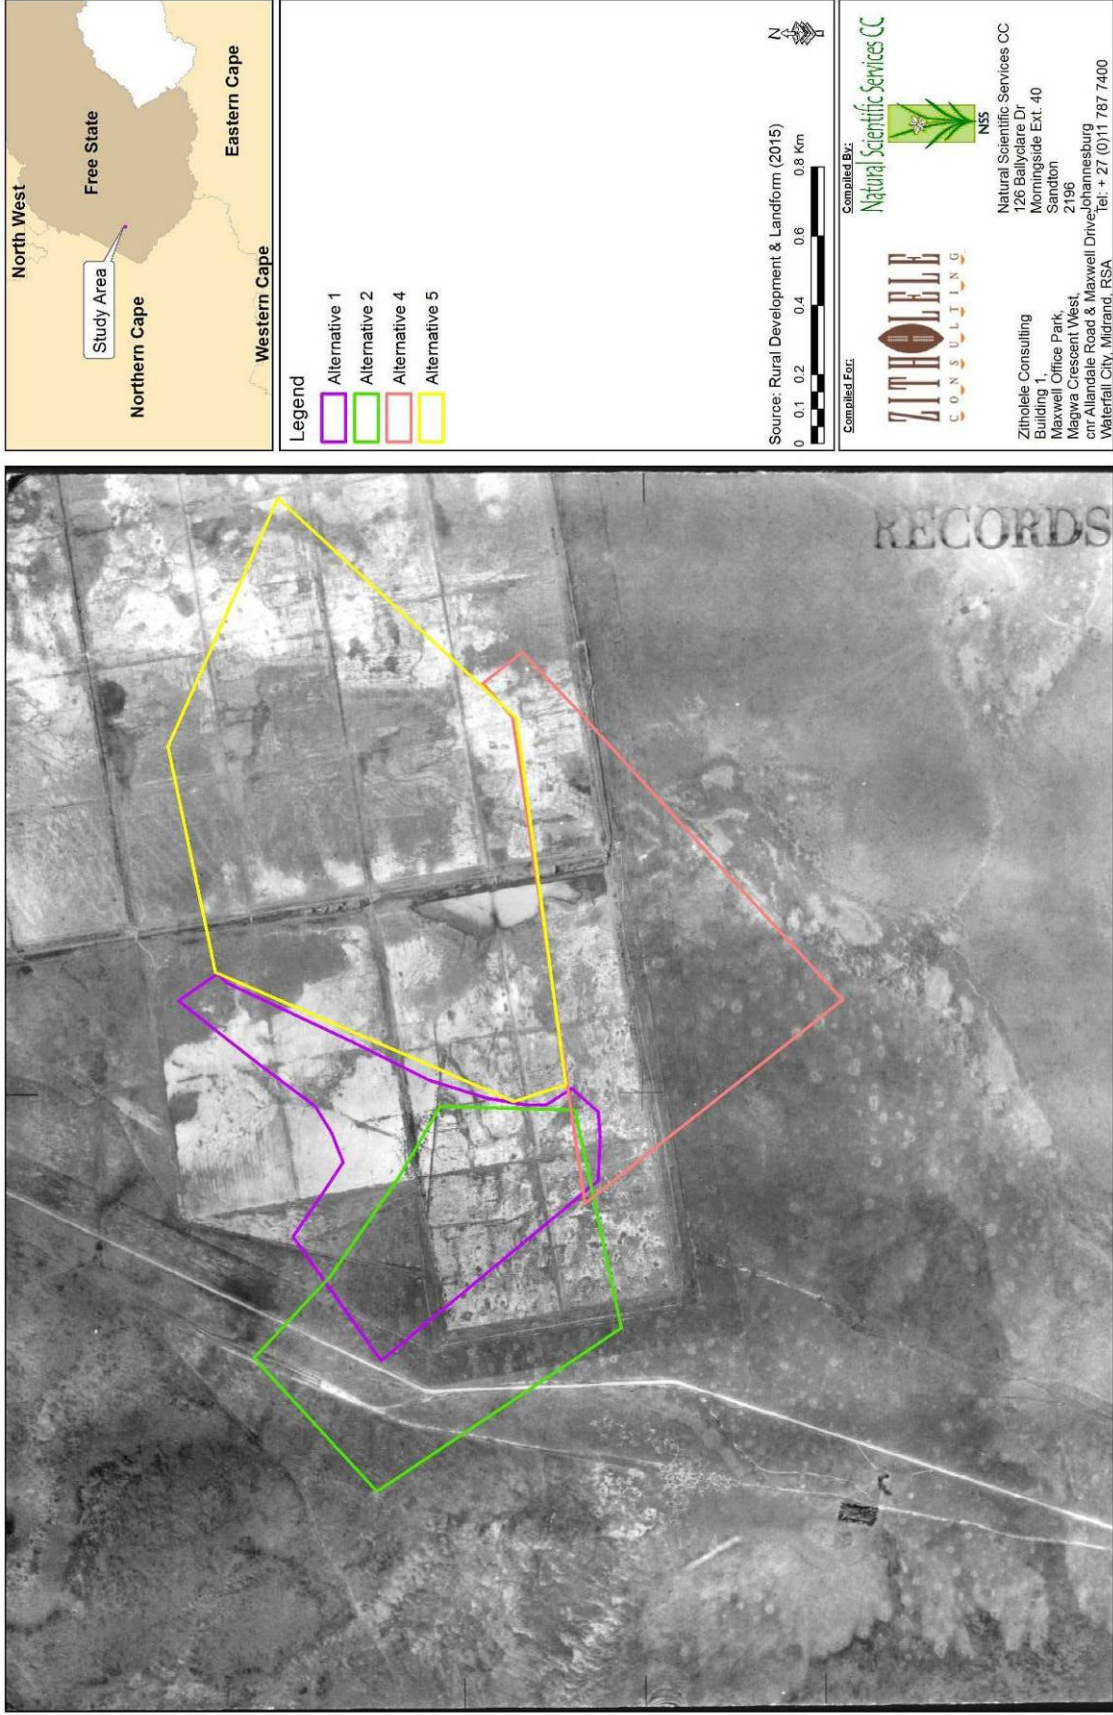 North West
Free State
Study Area
Northern Cape
Eastern Cape
Western Cape
Legend
Alternative 1
Alternative 2
Alternative 4
Alternative 5
N
Source: Rural Development & Landform (2015)
0 0.1 0.2 0.4 0.6 0.8 Km
Compiled For:
ZITHOLELE
CONSULTING
Zitholele Consulting
Building 1,
Maxwell Office Park,
Magwa Crescent West,
cnr Allandale Road & Maxwell Drive,
Waterfall City, Midrand, RSA
Compiled By:
Natural Scientific Services CC
NSS
Natural Scientific Services CC
126 Ballyclare Dr
Morningside Ext. 40
Sandton
2196
Johannesburg
Tel: + 27 (0)11 787 7400
RECORDS